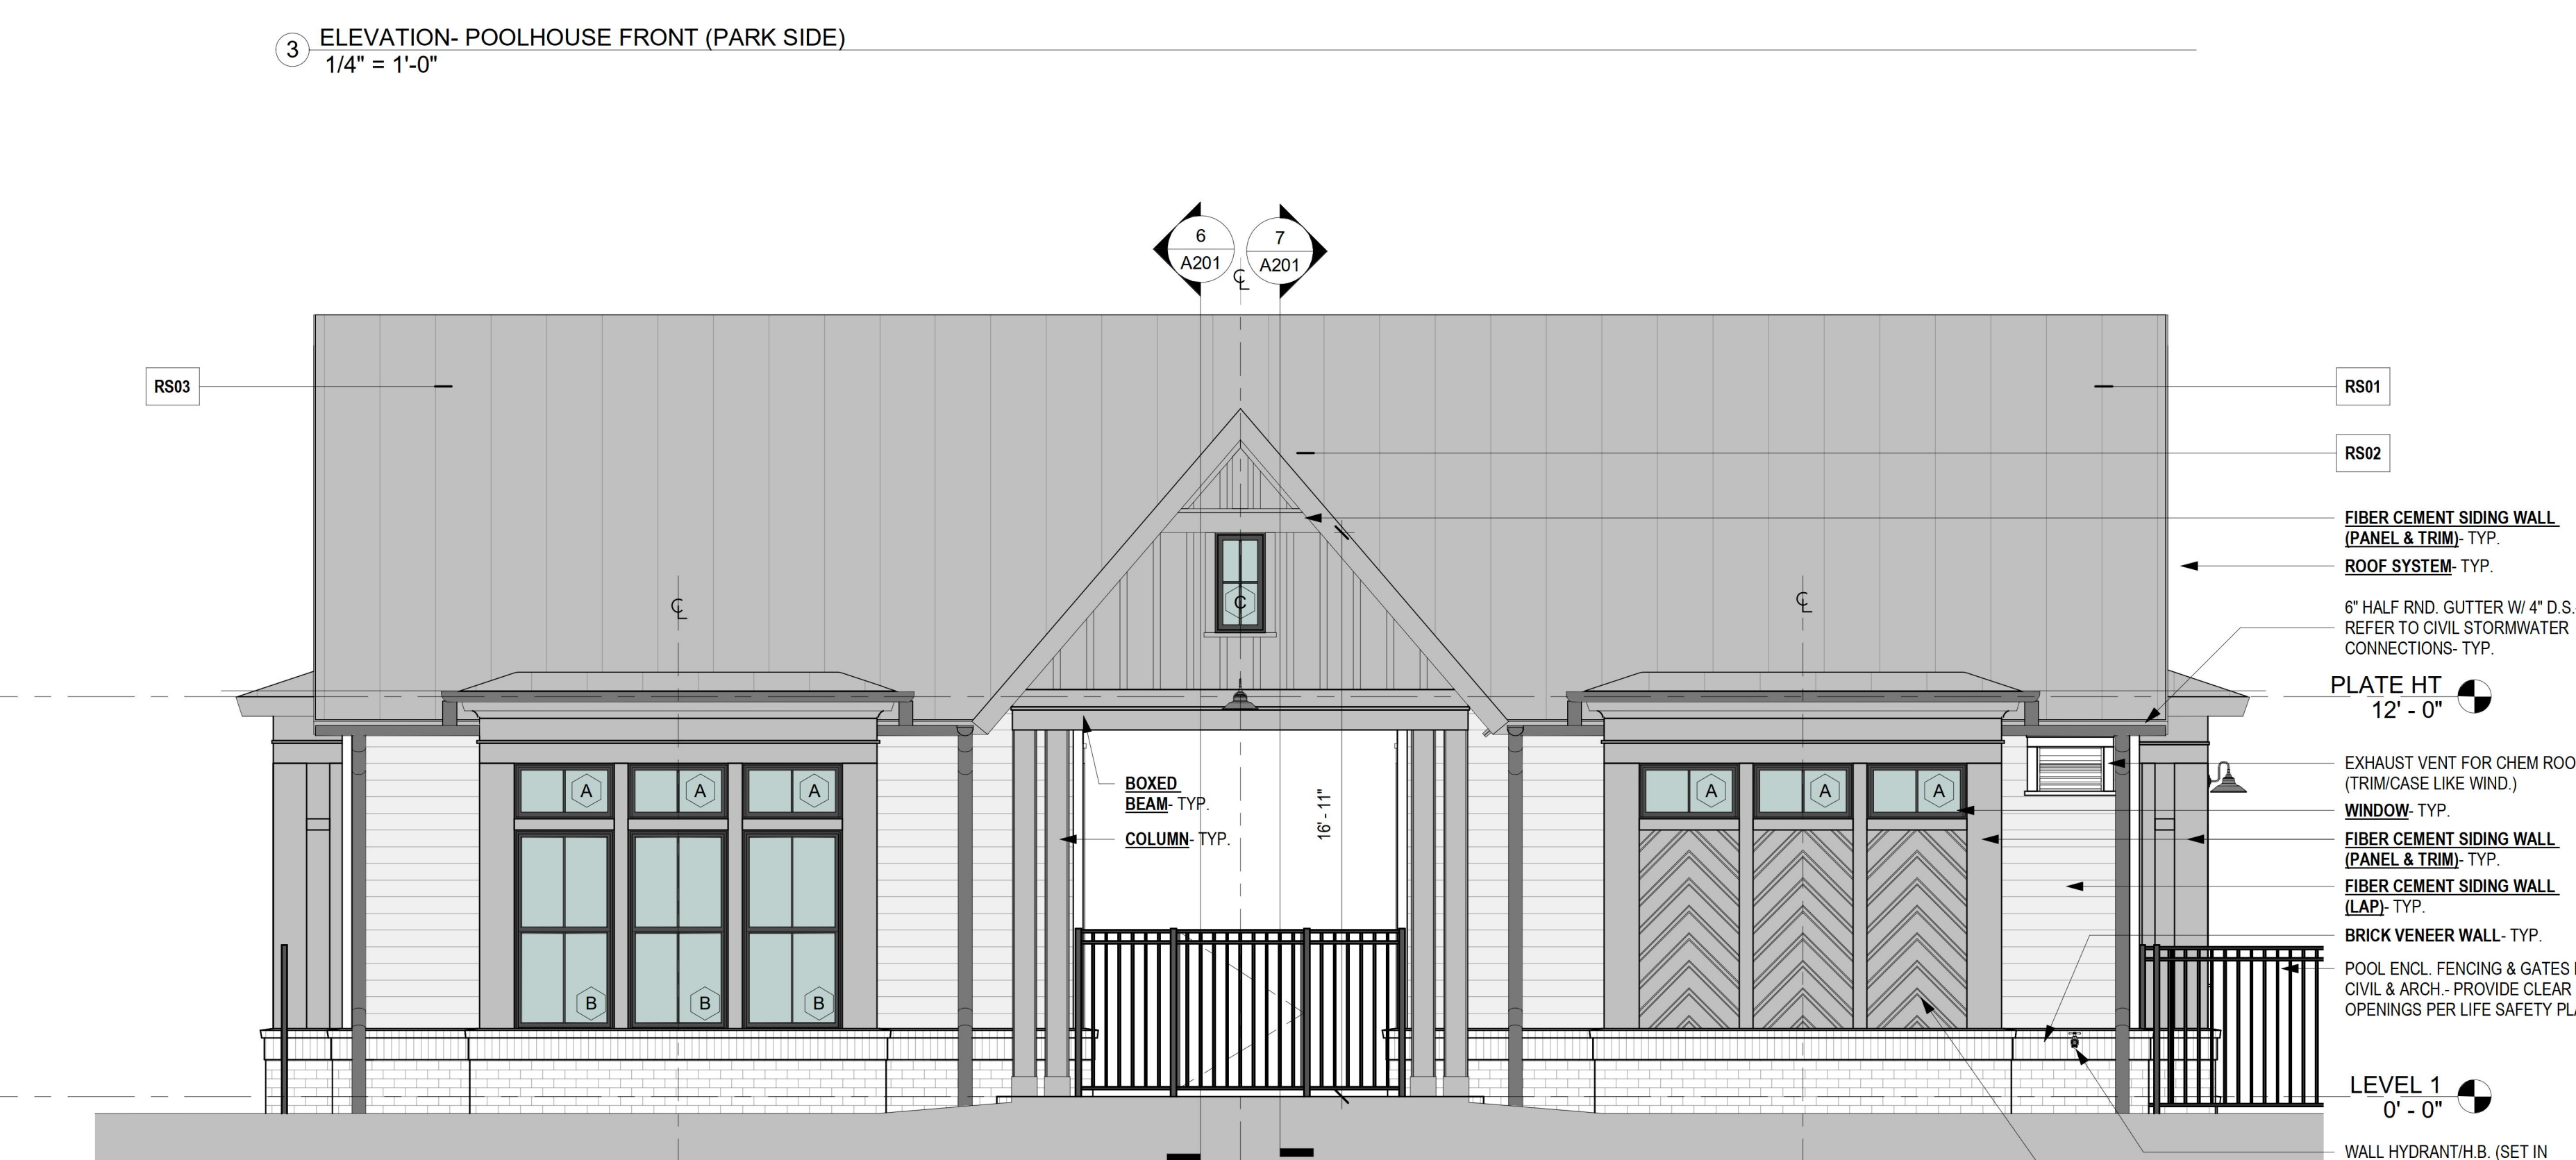 3
ELEVATION- POOLHOUSE FRONT (PARK SIDE)
1/4" = 1'-0"
6
A201
7
A201
RS03
RS01
RS02
FIBER CEMENT SIDING WALL
(PANEL & TRIM)- TYP.
ROOF SYSTEM- TYP.
6" HALF RND. GUTTER W/ 4" D.S.
REFER TO CIVIL STORMWATER
CONNECTIONS- TYP.
C
PLATE HT
12' - 0"
EXHAUST VENT FOR CHEM
(TRIM/CASE LIKE WIND.)
WINDOW- TYP.
FIBER CEMENT SIDING WALL
(PANEL & TRIM)- TYP.
FIBER CEMENT SIDING WALL
(LAP)- TYP.
BRICK VENEER WALL- TYP.
POOL ENCL. FENCING & GATES
CIVIL & ARCH.- PROVIDE CLEAR
OPENINGS PER LIFE SAFETY
A A A
BOXED
BEAM- TYP.
COLUMN- TYP.
16' - 11"
A A A
B B B
LEVEL 1
0' - 0"
WALL HYDRANT/H.B. (SET IN